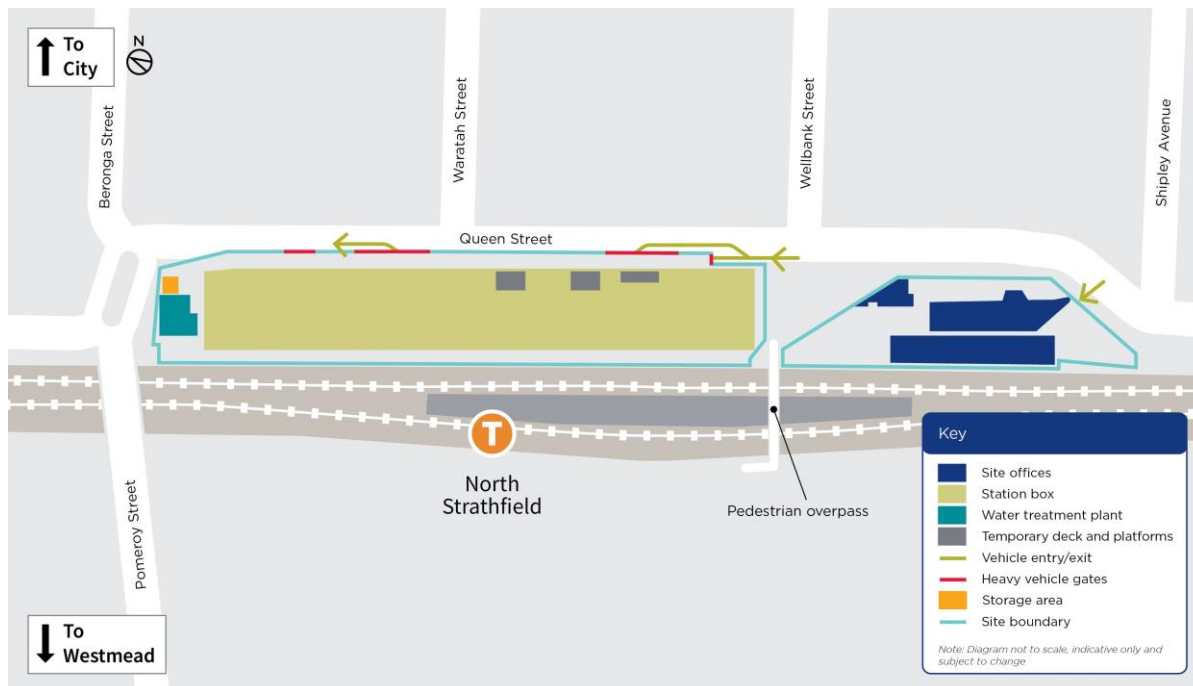 To
City
N
Beronga Street
Waratah Street
Wellbank Street
Shipley Avenue
Queen Street
T
North
Strathfield
Pedestrian overpass
Pomeroy Street
To
Westmead
Key
Site offices
Station box
Water treatment plant
Temporary deck and platforms
Vehicle entry/exit
Heavy vehicle gates
Storage area
Site boundary
Note: Diagram not to scale, indicative only and
subject to change